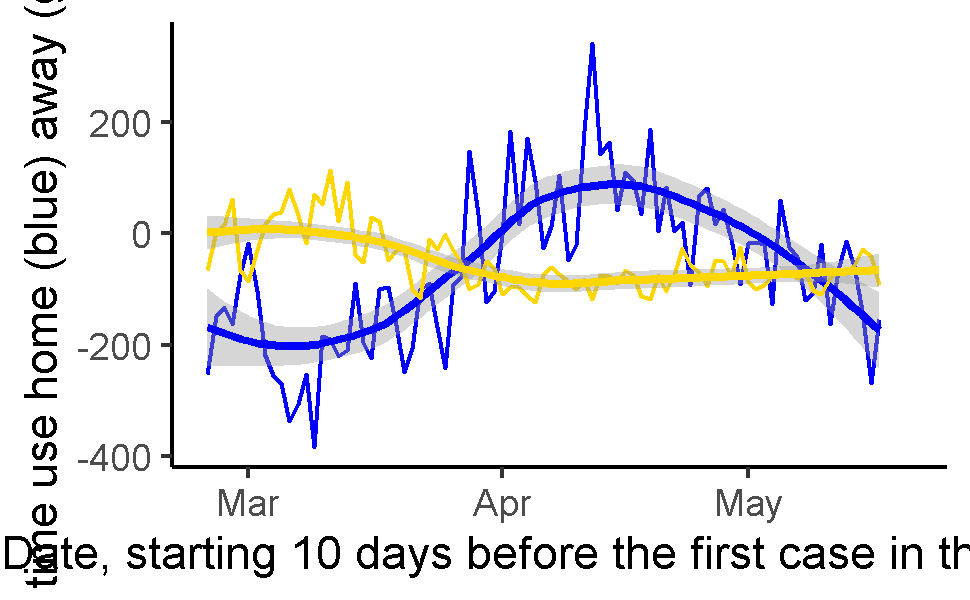 time use home (blue) away (
200
0
-200
-400
Mar Apr May
Date, starting 10 days before the first case in th